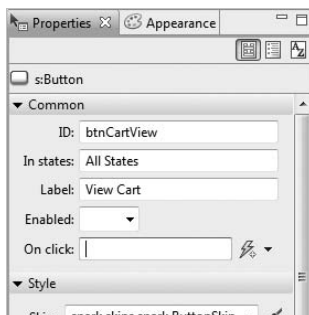 Properties Appearance
s:Button
Common
ID: btnCartView
In states: All States
Label: View Cart
Enabled:
On click:
Style